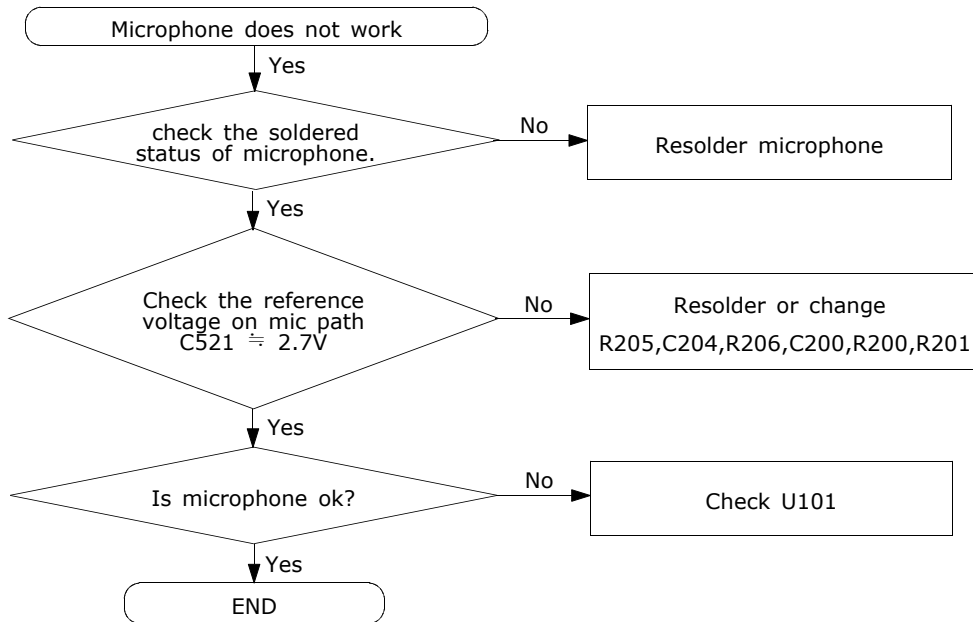 Microphone does not work
Yes
check the soldered
status of microphone.
No
Resolder microphone
Yes
Check the reference
voltage on mic path
C521 ≒ 2.7V
No
Resolder or change
R205,C204,R206,C200,R200,R201
Yes
Is microphone ok?
No
Check U101
Yes
END